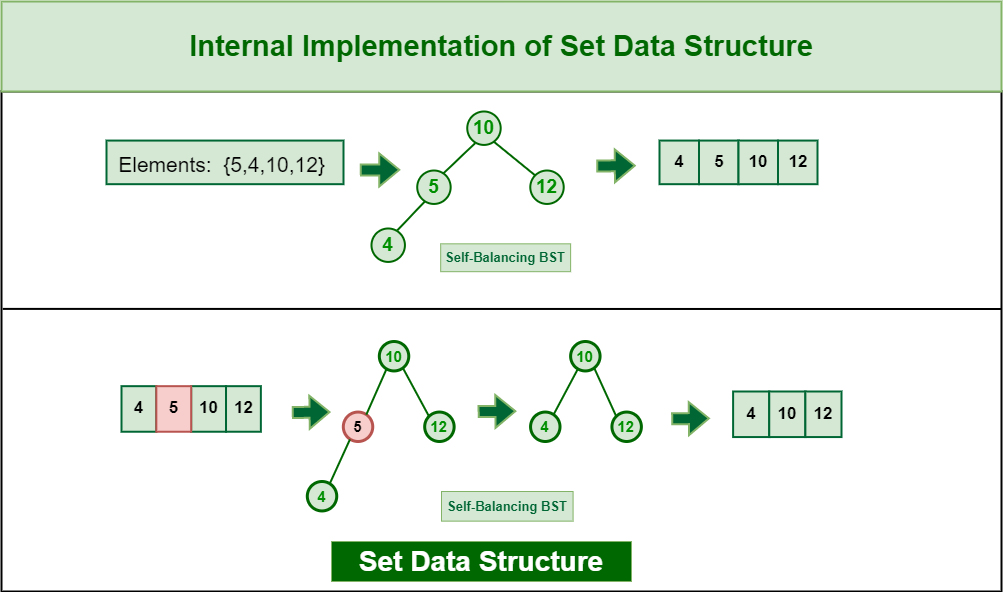 Internal Implementation of Set Data Structure
Elements: {5,4,10,12}
10
5
12
4
Self-Balancing BST
4 5 10 12
4 5 10 12
10
5
12
4
10
4
12
Self-Balancing BST
4 10 12
Set Data Structure